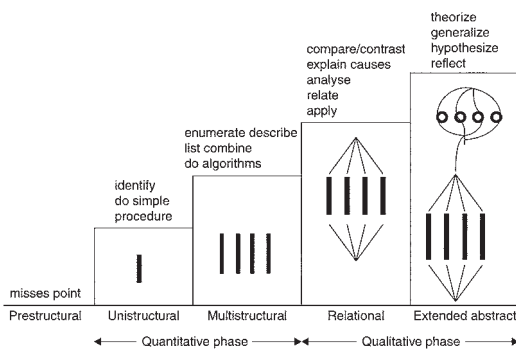 theorize
generalize
hypothesize
reflect
compare/contrast
explain causes
analyse
relate
apply
enumerate describe
list combine
do algorithms
identify
do simple
procedure
misses point
Prestructural Unistructural Multistructural Relational Extended abstract
Quantitative phase Qualitative phase